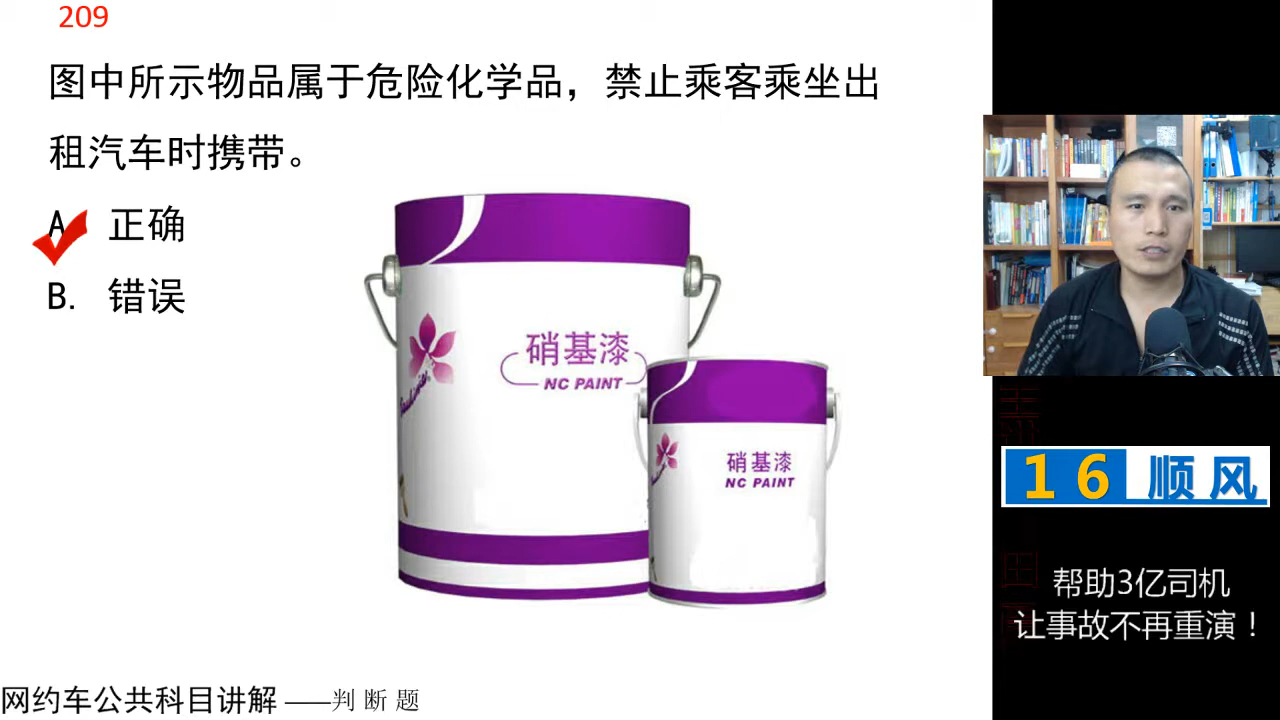 209
图中所示物品属于危险化学品，禁止乘客乘坐出
租汽车时携带。
A 正确
B. 错误
硝基漆
NC PAINT
硝基漆
NC PAINT
16顺风
帮助3亿司机
让事故不再重演！
网约车公共科目讲解 ——判断题